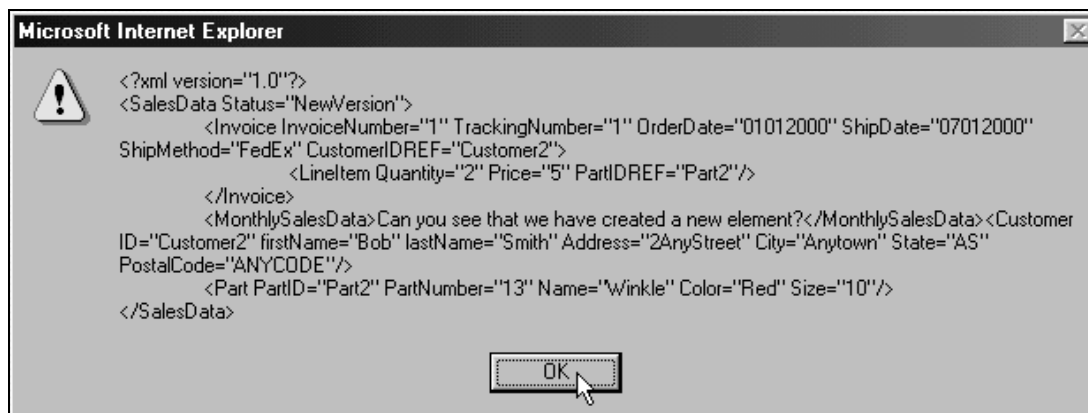 Microsoft Internet Explorer
<?xml version="1.0"?>
<SalesData Status="NewVersion">
<Invoice InvoiceNumber="1" TrackingNumber="1" OrderDate="01012000" ShipDate="07012000"
ShipMethod="FedEx" CustomerIDREF="Customer2">
<LineItem Quantity="2" Price="5" PartIDREF="Part2"/>
</Invoice>
<MonthlySalesData>Can you see that we have created a new element?</MonthlySalesData><Customer
ID="Customer2" firstName="Bob" lastName="Smith" Address="2AnyStreet" City="Anytown" State="AS"
PostalCode="ANYCODE"/>
<Part PartID="Part2" PartNumber="13" Name="Winkle" Color="Red" Size="10"/>
</SalesData>
OK